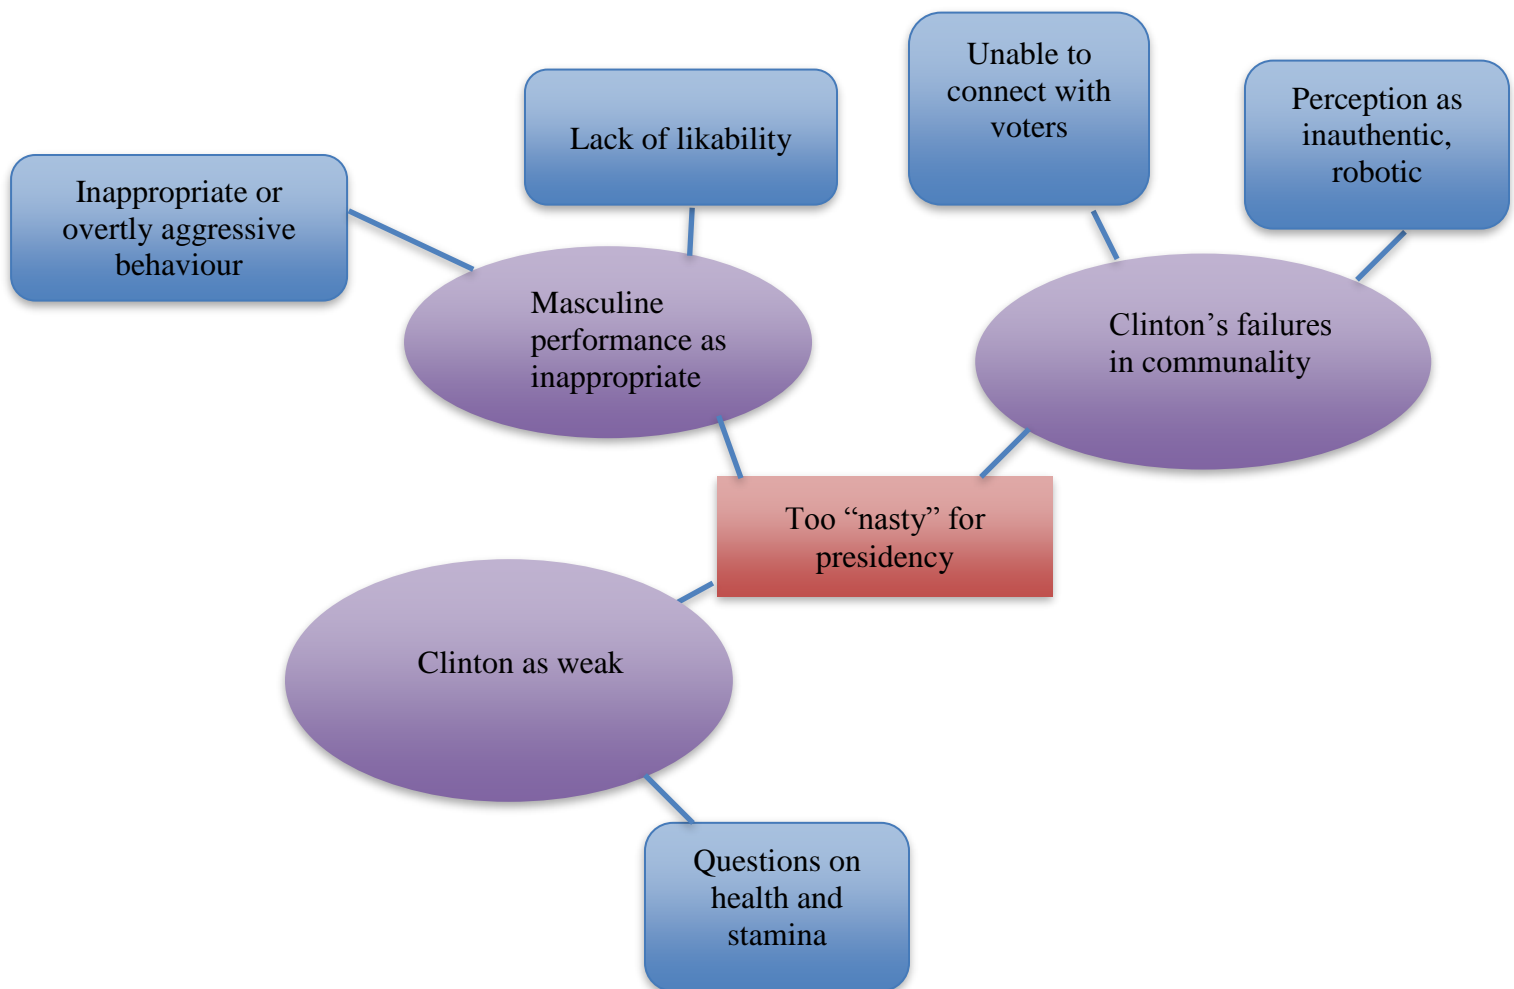 Unable to
connect with
voters
Perception as
inauthentic,
robotic
Lack of likability
Inappropriate or
overtly aggressive
behaviour
Masculine
performance as
inappropriate
Clinton’s failures
in communality
Too “nasty” for
presidency
Clinton as weak
Questions on
health and
stamina